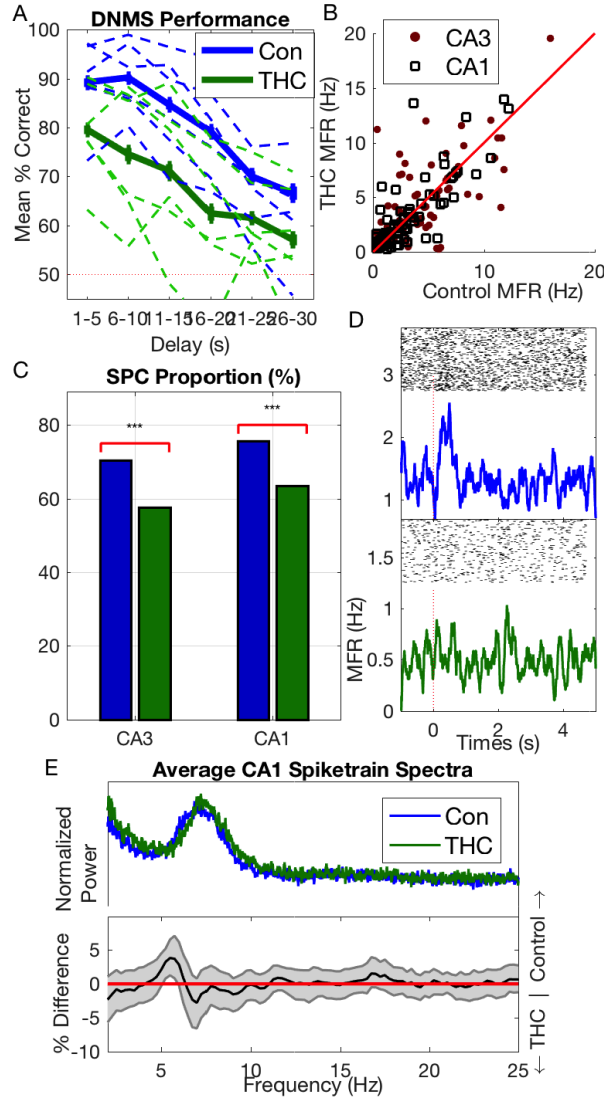 A
DNMS Performance
Con
THC
Mean % Correct
100
90
80
70
60
50
1-5 6-10 11-15 16-20 21-25 26-30
Delay (s)
B
CA3
CA1
THC MFR (Hz)
20
15
10
5
0
0 10 20
Control MFR (Hz)
C
SPC Proportion (%)
80
60
40
20
0
***
***
CA3 CA1
D
3
2
1
1.5
1
0.5
0
MFR (Hz)
0 2 4
Times (s)
E
Average CA1 Spiketrain Spectra
Con
THC
Normalized
Power
% Difference
5
0
-5
-10
5 10 15 20 25
Frequency (Hz)
← THC | Control →